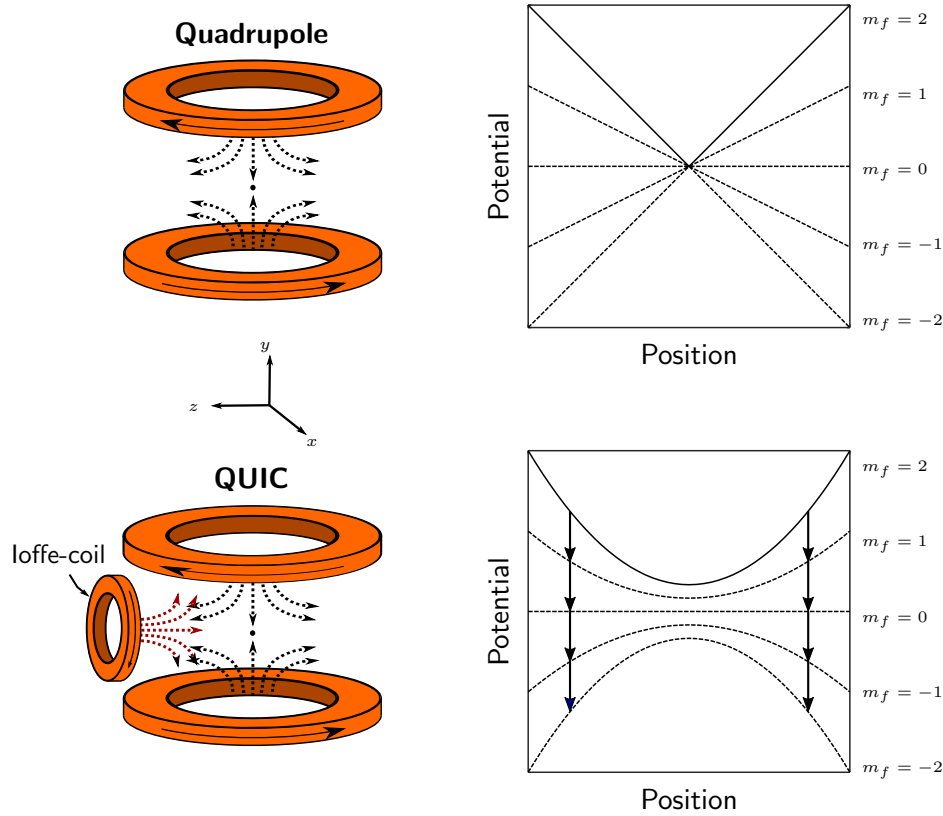 Quadrupole
Potential
m_f = 2
m_f = 1
m_f = 0
m_f = −1
m_f = −2
Position
y
z
x
QUIC
Ioffe-coil
Potential
m_f = 2
m_f = 1
m_f = 0
m_f = −1
m_f = −2
Position